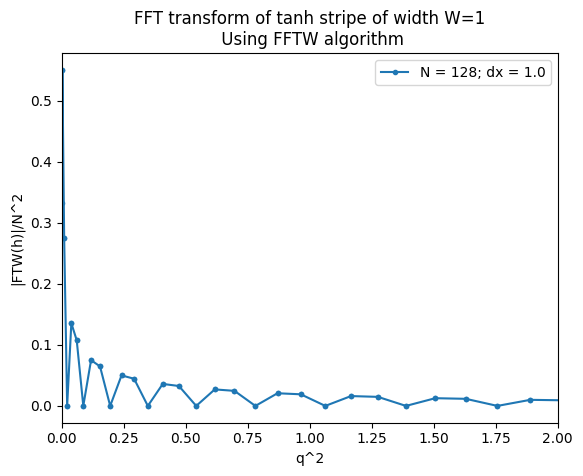 FFT transform of tanh stripe of width W=1
Using FFTW algorithm
N = 128; dx = 1.0
|FTW(h)|/N^2
0.5
0.4
0.3
0.2
0.1
0.0
0.00 0.25 0.50 0.75 1.00 1.25 1.50 1.75 2.00
q^2